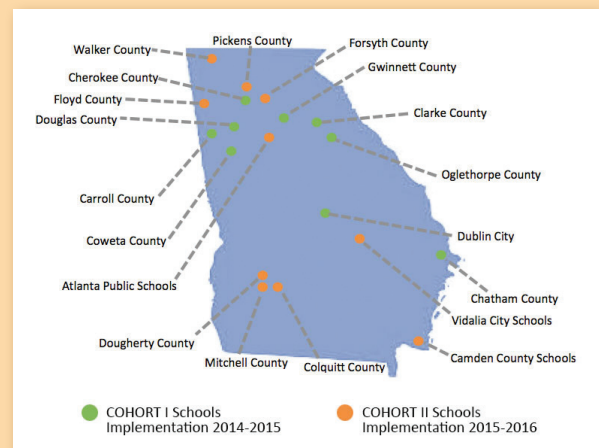 Pickens County
Forsyth County
Walker County
Gwinnett County
Cherokee County
Floyd County
Clarke County
Douglas County
Oglethorpe County
Carroll County
Dublin City
Coweta County
Atlanta Public Schools
Chatham County
Vidalia City Schools
Dougherty County
Camden County Schools
Mitchell County
Colquitt County
COHORT I Schools
Implementation 2014-2015
COHORT II Schools
Implementation 2015-2016